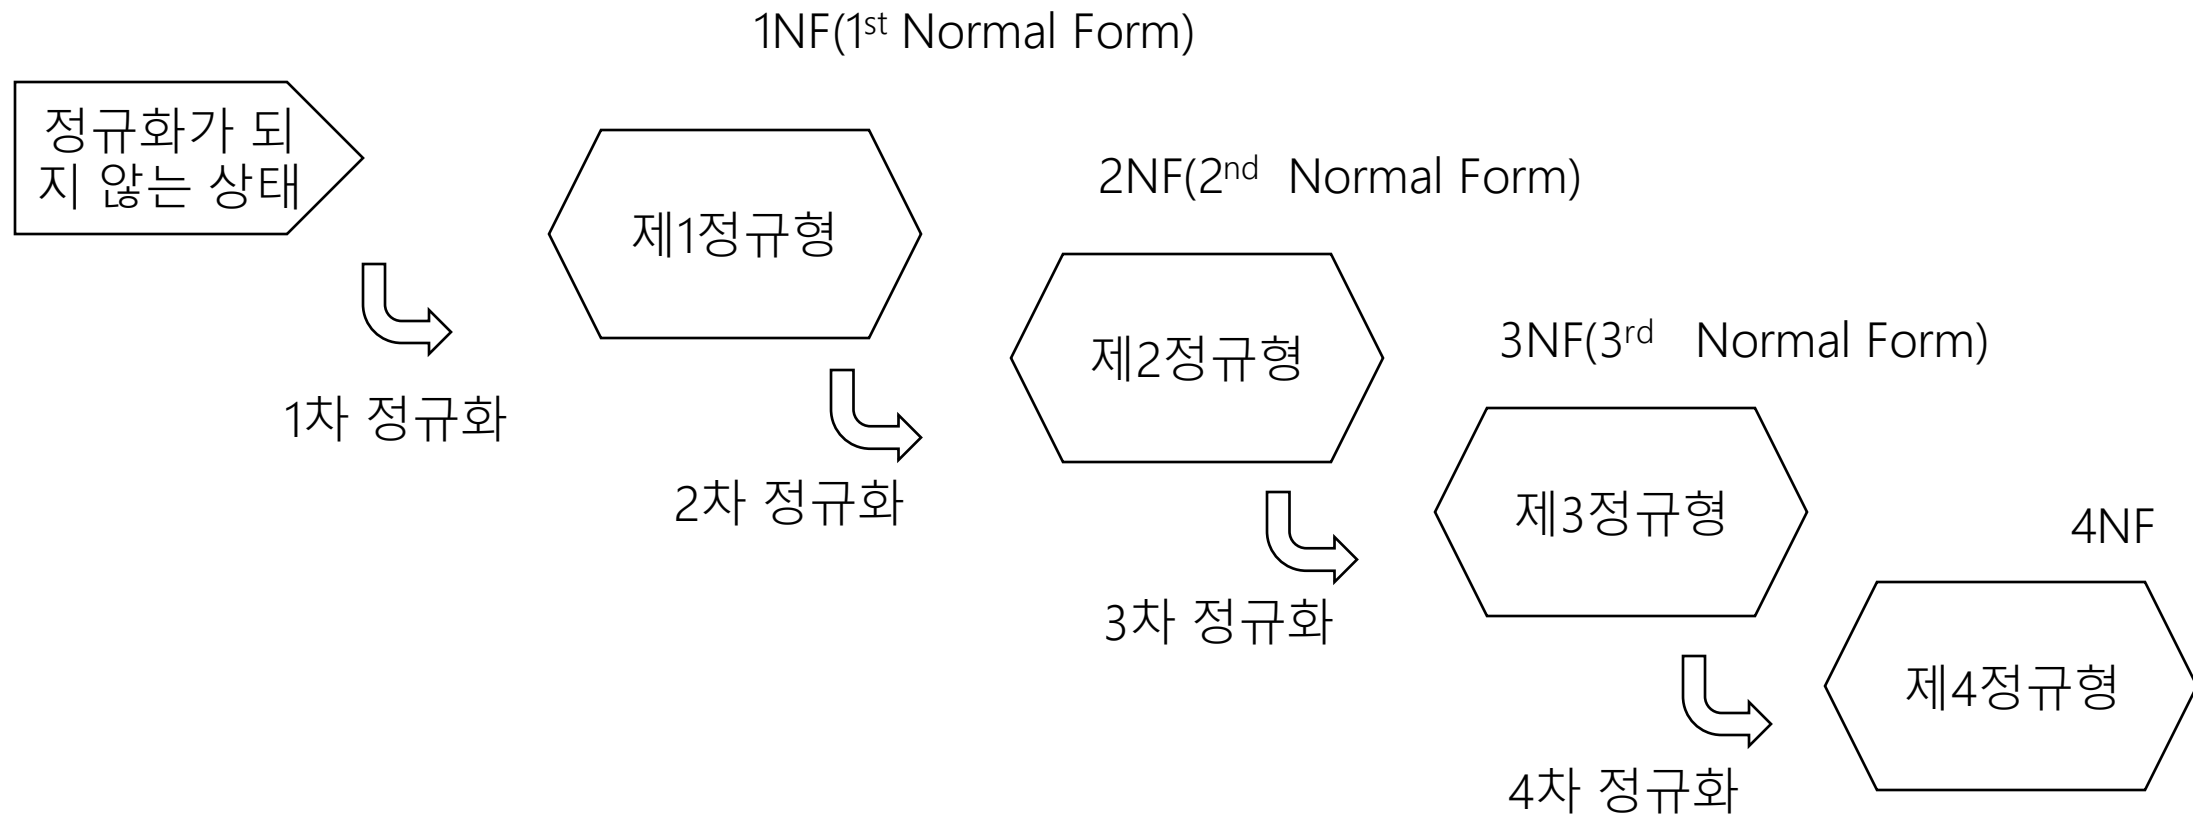 1NF(1st Normal Form)
정규화가 되
지 않는 상태
제1정규형
1차 정규화
2NF(2nd Normal Form)
제2정규형
2차 정규화
3NF(3rd Normal Form)
제3정규형
3차 정규화
4NF
제4정규형
4차 정규화